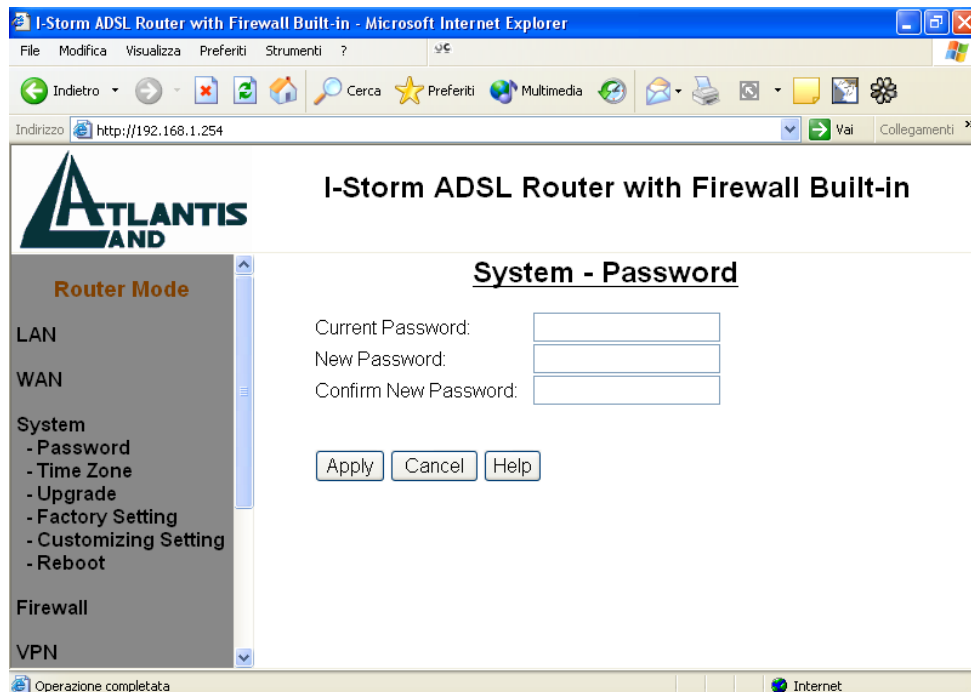 I-Storm ADSL Router with Firewall Built-in - Microsoft Internet Explorer
File Modifica Visualizza Preferiti Strumenti ?
Indietro Cerca Preferiti Multimedia
Indirizzo http://192.168.1.254 Vai Collegamenti »
ATLANTIS
LAND
I-Storm ADSL Router with Firewall Built-in
Router Mode
LAN
WAN
System
- Password
- Time Zone
- Upgrade
- Factory Setting
- Customizing Setting
- Reboot
Firewall
VPN
System - Password
Current Password:
New Password:
Confirm New Password:
Apply Cancel Help
Operazione completata Internet